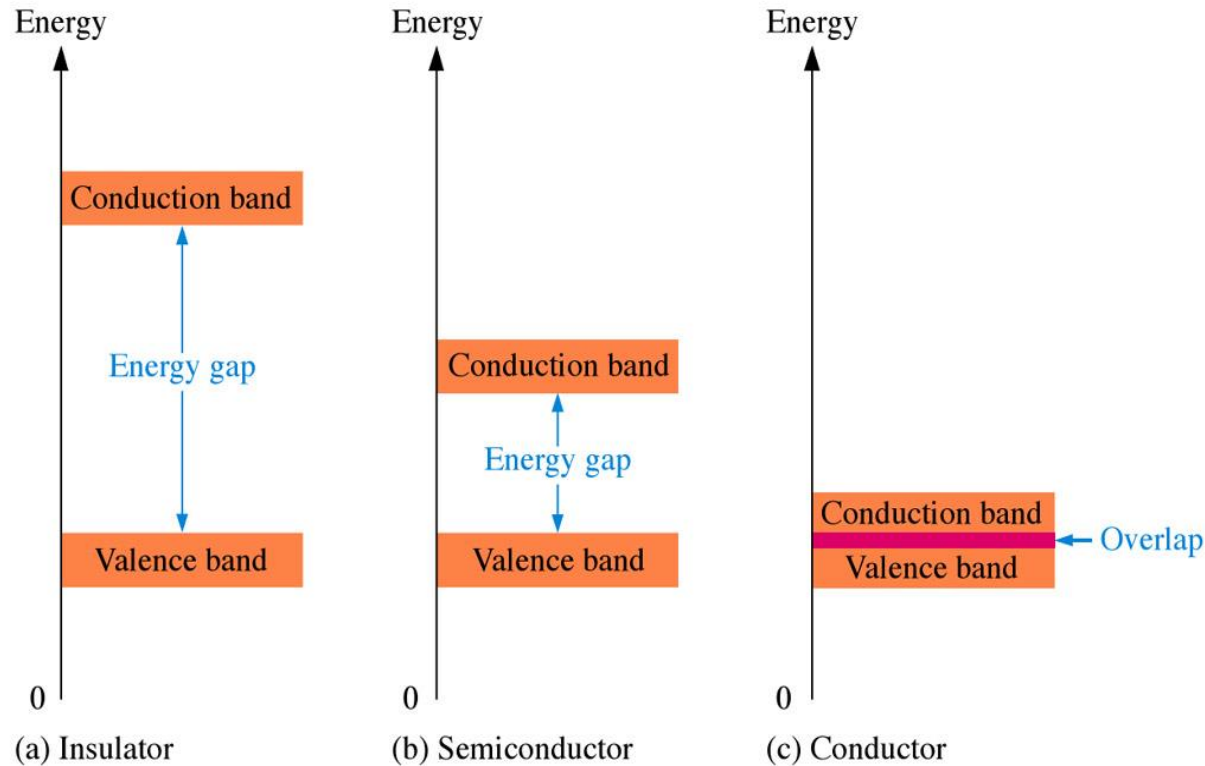 Energy
Conduction band
Energy gap
Valence band
0
(a) Insulator
Energy
Conduction band
Energy gap
Valence band
0
(b) Semiconductor
Energy
Conduction band
Overlap
Valence band
0
(c) Conductor